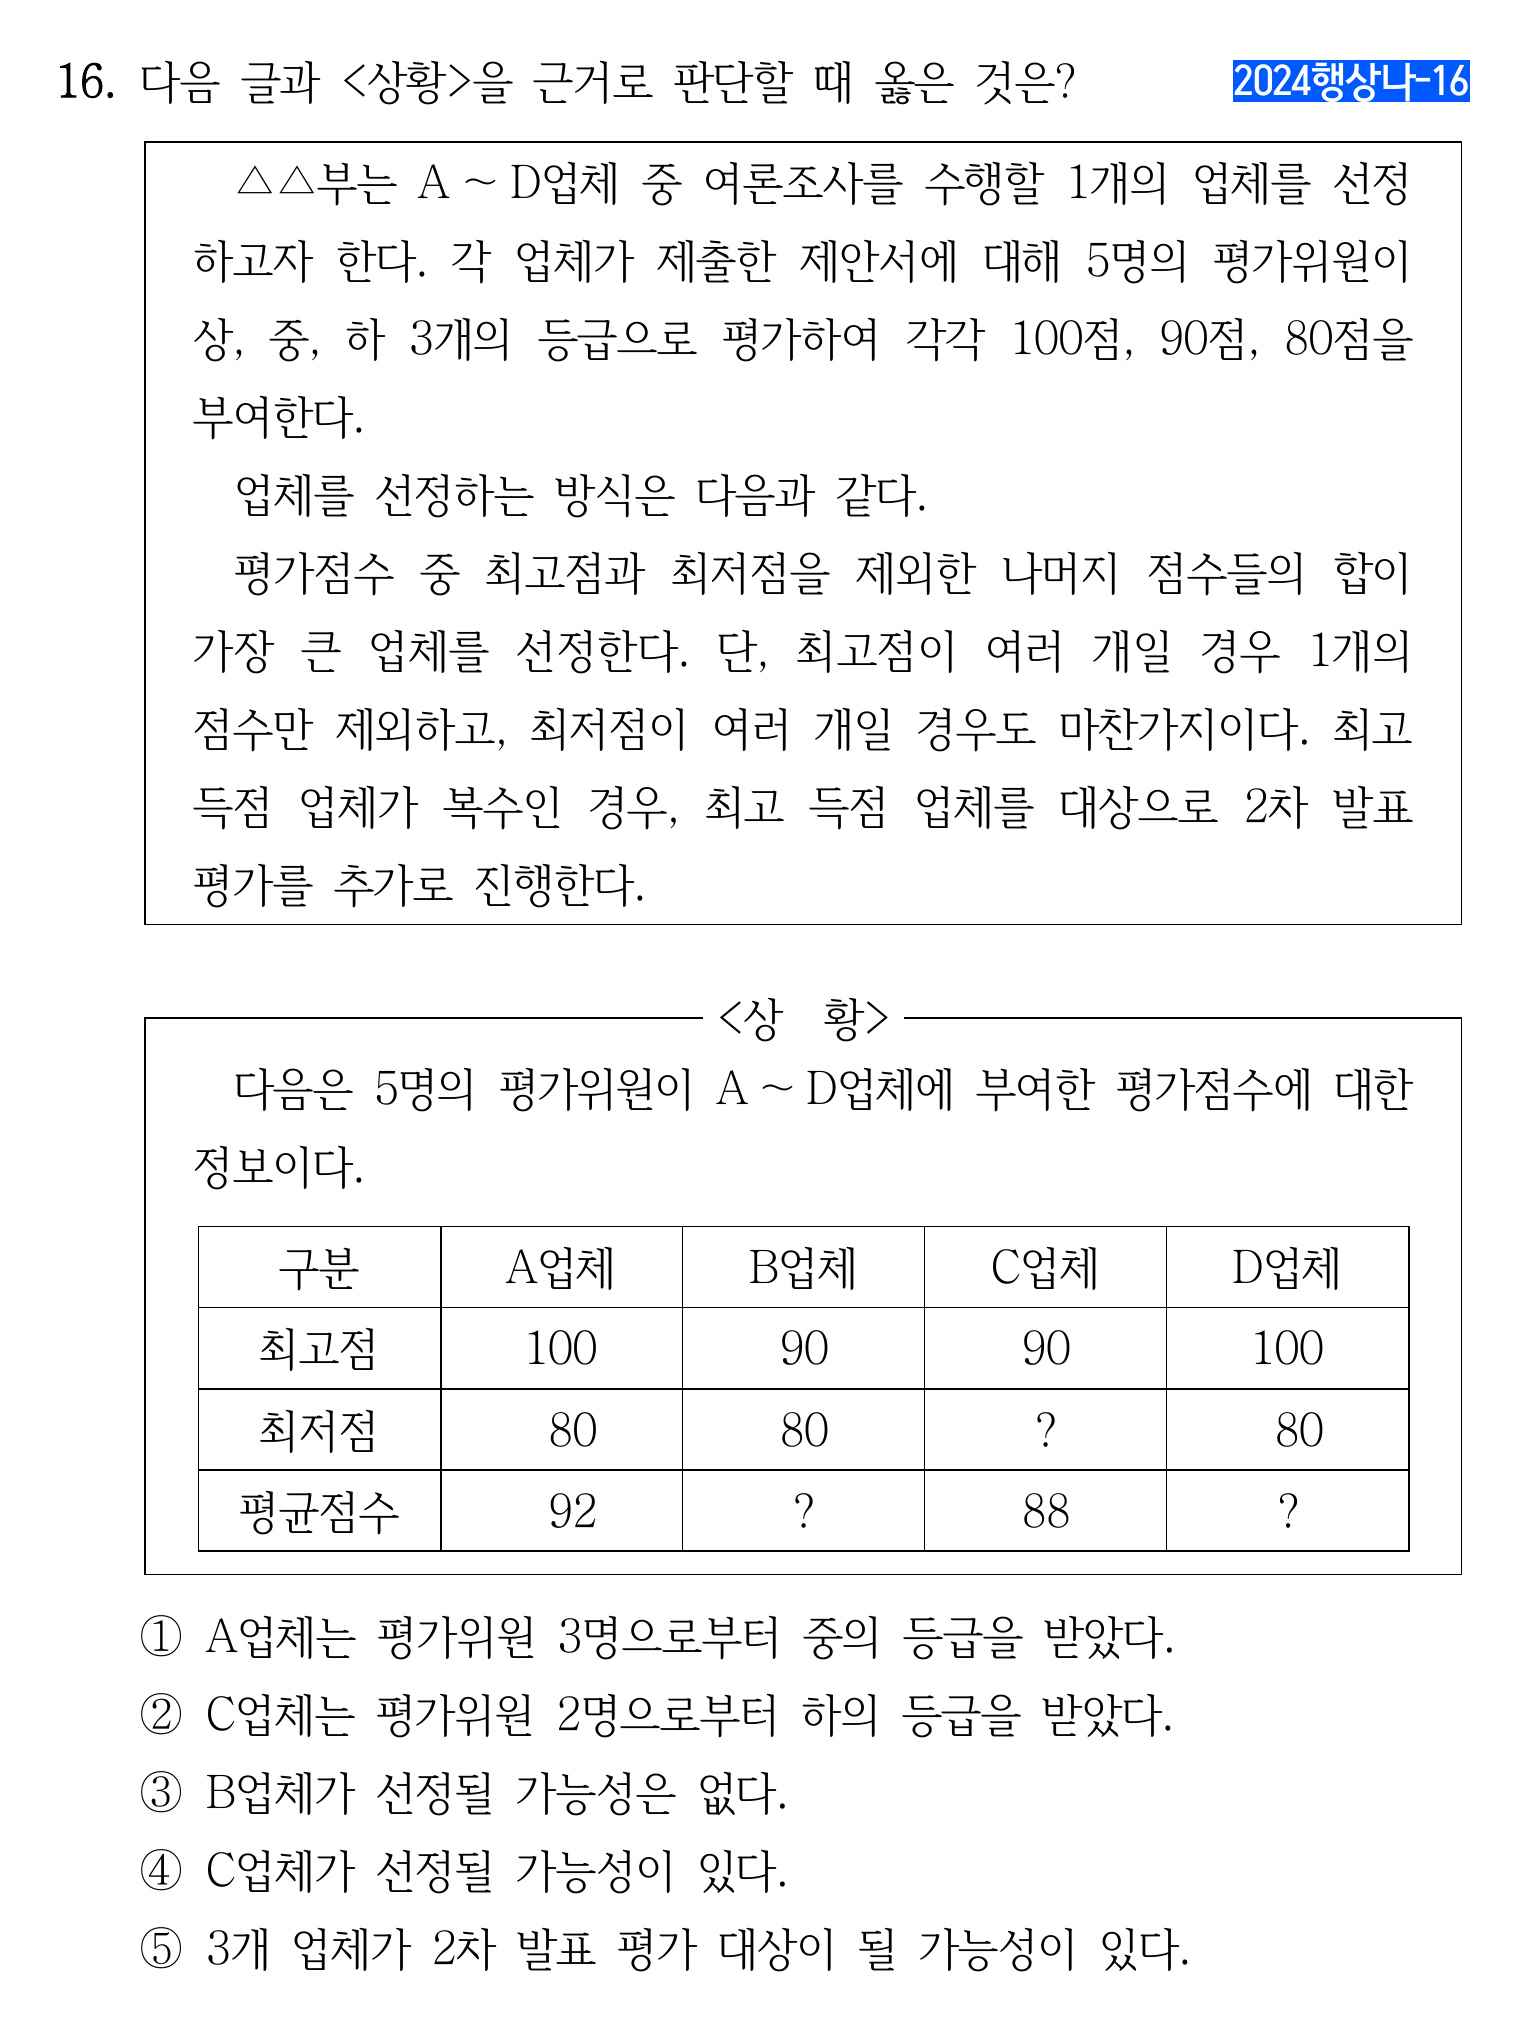 16. 다음 글과 <상황>을 근거로 판단할 때 옳은 것은? 2024행상나-16
△△부는 A ~ D업체 중 여론조사를 수행할 1개의 업체를 선정
하고자 한다. 각 업체가 제출한 제안서에 대해 5명의 평가위원이
상, 중, 하 3개의 등급으로 평가하여 각각 100점, 90점, 80점을
부여한다.
업체를 선정하는 방식은 다음과 같다.
평가점수 중 최고점과 최저점을 제외한 나머지 점수들의 합이
가장 큰 업체를 선정한다. 단, 최고점이 여러 개일 경우 1개의
점수만 제외하고, 최저점이 여러 개일 경우도 마찬가지이다. 최고
득점 업체가 복수인 경우, 최고 득점 업체를 대상으로 2차 발표
평가를 추가로 진행한다.
<상 황>
다음은 5명의 평가위원이 A ~ D업체에 부여한 평가점수에 대한
정보이다.
구분 A업체 B업체 C업체 D업체
최고점 100 90 90 100
최저점 80 80 ? 80
평균점수 92 ? 88 ?
① A업체는 평가위원 3명으로부터 중의 등급을 받았다.
② C업체는 평가위원 2명으로부터 하의 등급을 받았다.
③ B업체가 선정될 가능성은 없다.
④ C업체가 선정될 가능성이 있다.
⑤ 3개 업체가 2차 발표 평가 대상이 될 가능성이 있다.